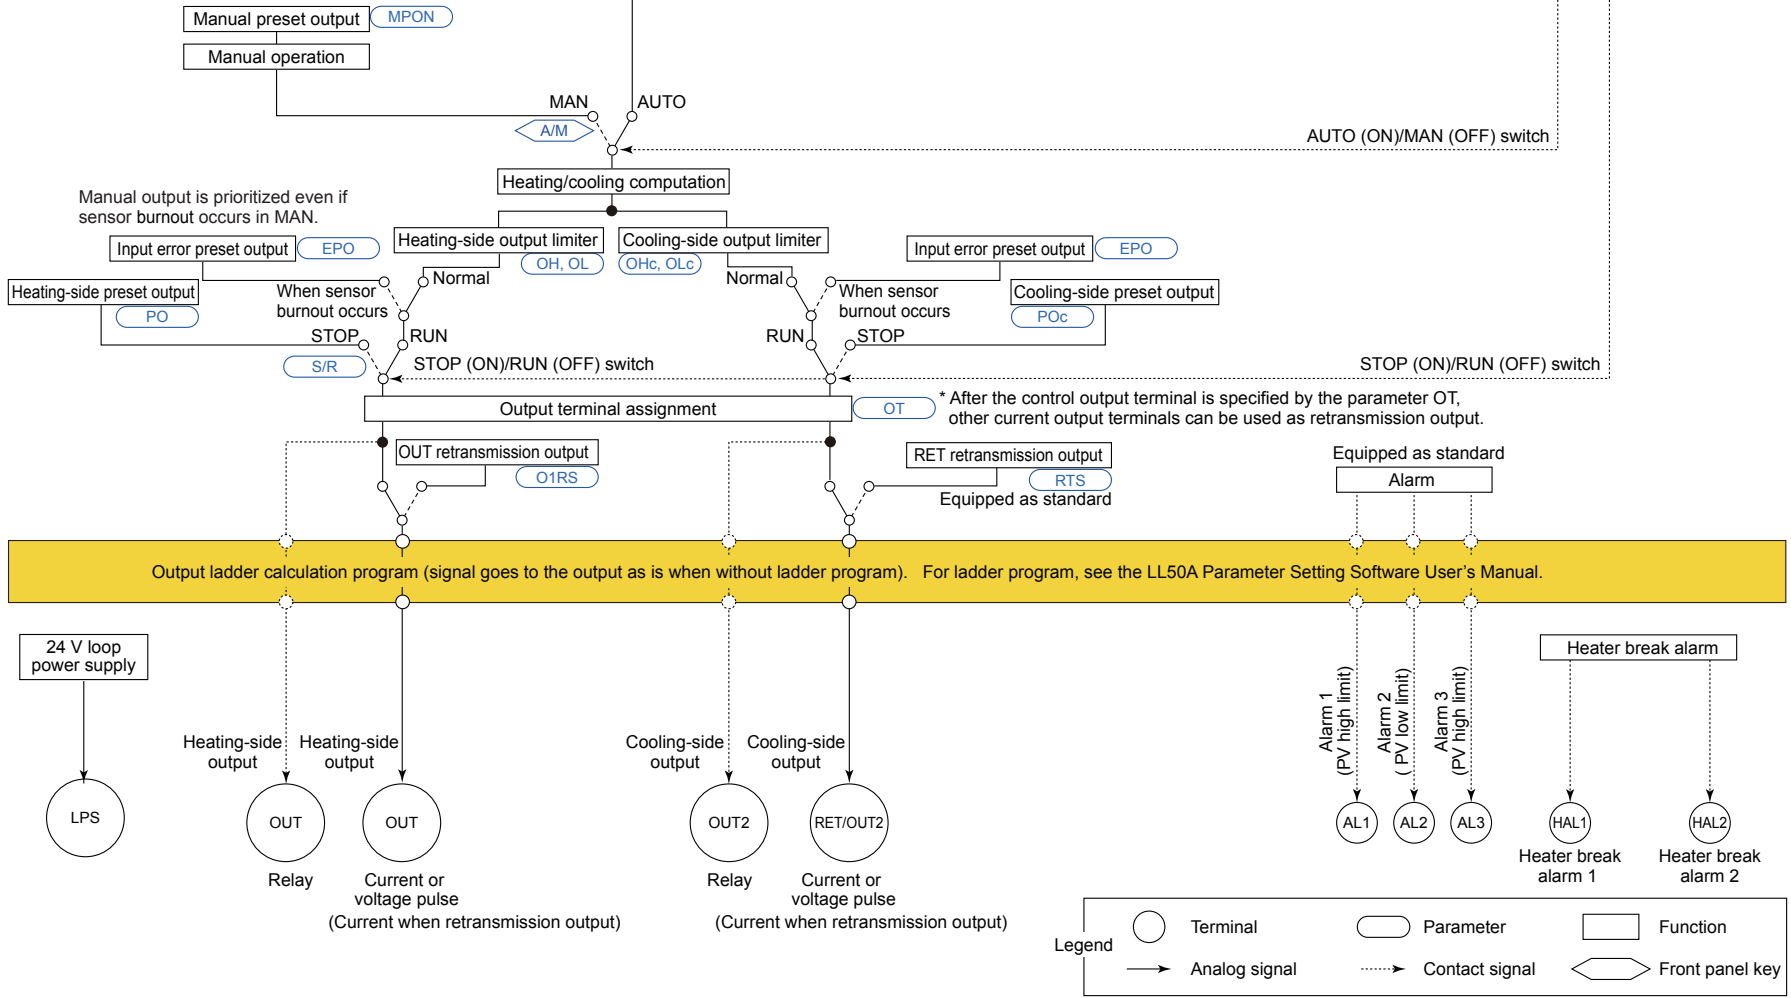 Manual preset output
MPON
Manual operation
MAN
AUTO
A/M
AUTO (ON)/MAN (OFF) switch
Heating/cooling computation
Manual output is prioritized even if
sensor burnout occurs in MAN.
Input error preset output
EPO
Heating-side output limiter
OH, OL
Cooling-side output limiter
OHc, OLc
Input error preset output
EPO
Normal
Normal
Heating-side preset output
PO
When sensor
burnout occurs
When sensor
burnout occurs
Cooling-side preset output
POc
STOP
RUN
RUN
STOP
S/R
STOP (ON)/RUN (OFF) switch
STOP (ON)/RUN (OFF) switch
Output terminal assignment
OT
* After the control output terminal is specified by the parameter OT,
other current output terminals can be used as retransmission output.
OUT retransmission output
O1RS
RET retransmission output
RTS
Equipped as standard
Equipped as standard
Alarm
Output ladder calculation program (signal goes to the output as is when without ladder program).   For ladder program, see the LL50A Parameter Setting Software User's Manual.
24 V loop
power supply
Heater break alarm
Alarm 1
(PV high limit)
Alarm 2
( PV low limit)
Alarm 3
(PV high limit)
Heating-side
output
Heating-side
output
Cooling-side
output
Cooling-side
output
LPS
OUT
OUT
OUT2
RET/OUT2
AL1
AL2
AL3
HAL1
HAL2
Heater break
alarm 1
Heater break
alarm 2
Relay
Current or
voltage pulse
(Current when retransmission output)
Relay
Current or
voltage pulse
(Current when retransmission output)
Legend
Terminal
Parameter
Function
Analog signal
Contact signal
Front panel key